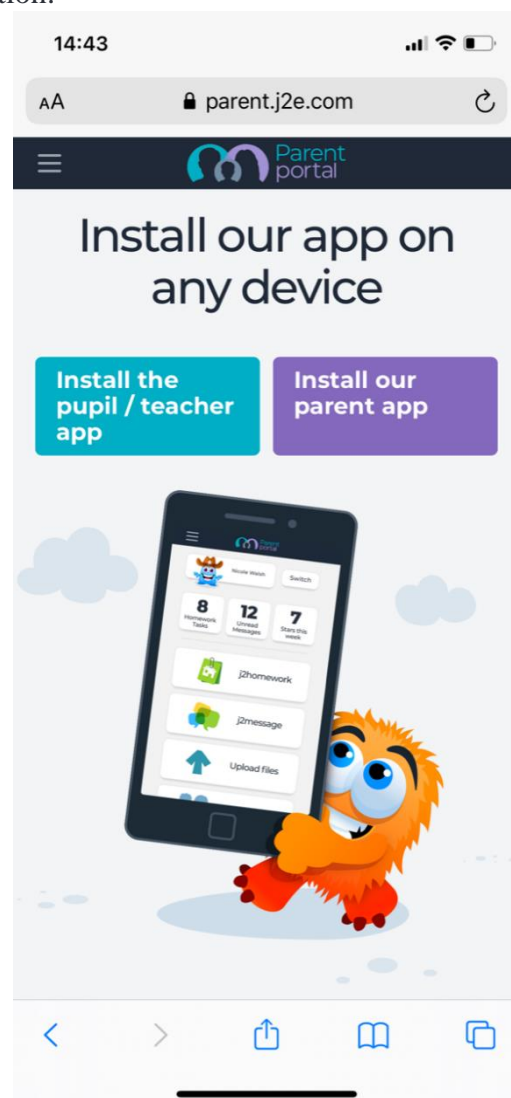 tion.
14:43
AA parent.j2e.com
Parent
portal
Install our app on
any device
Install the
pupil / teacher
app
Install our
parent app
Parent
portal
Nicole Walsh Switch
8 12 7
Homework Tasks
Unread Messages
Stars this week
j2homework
j2message
Upload files